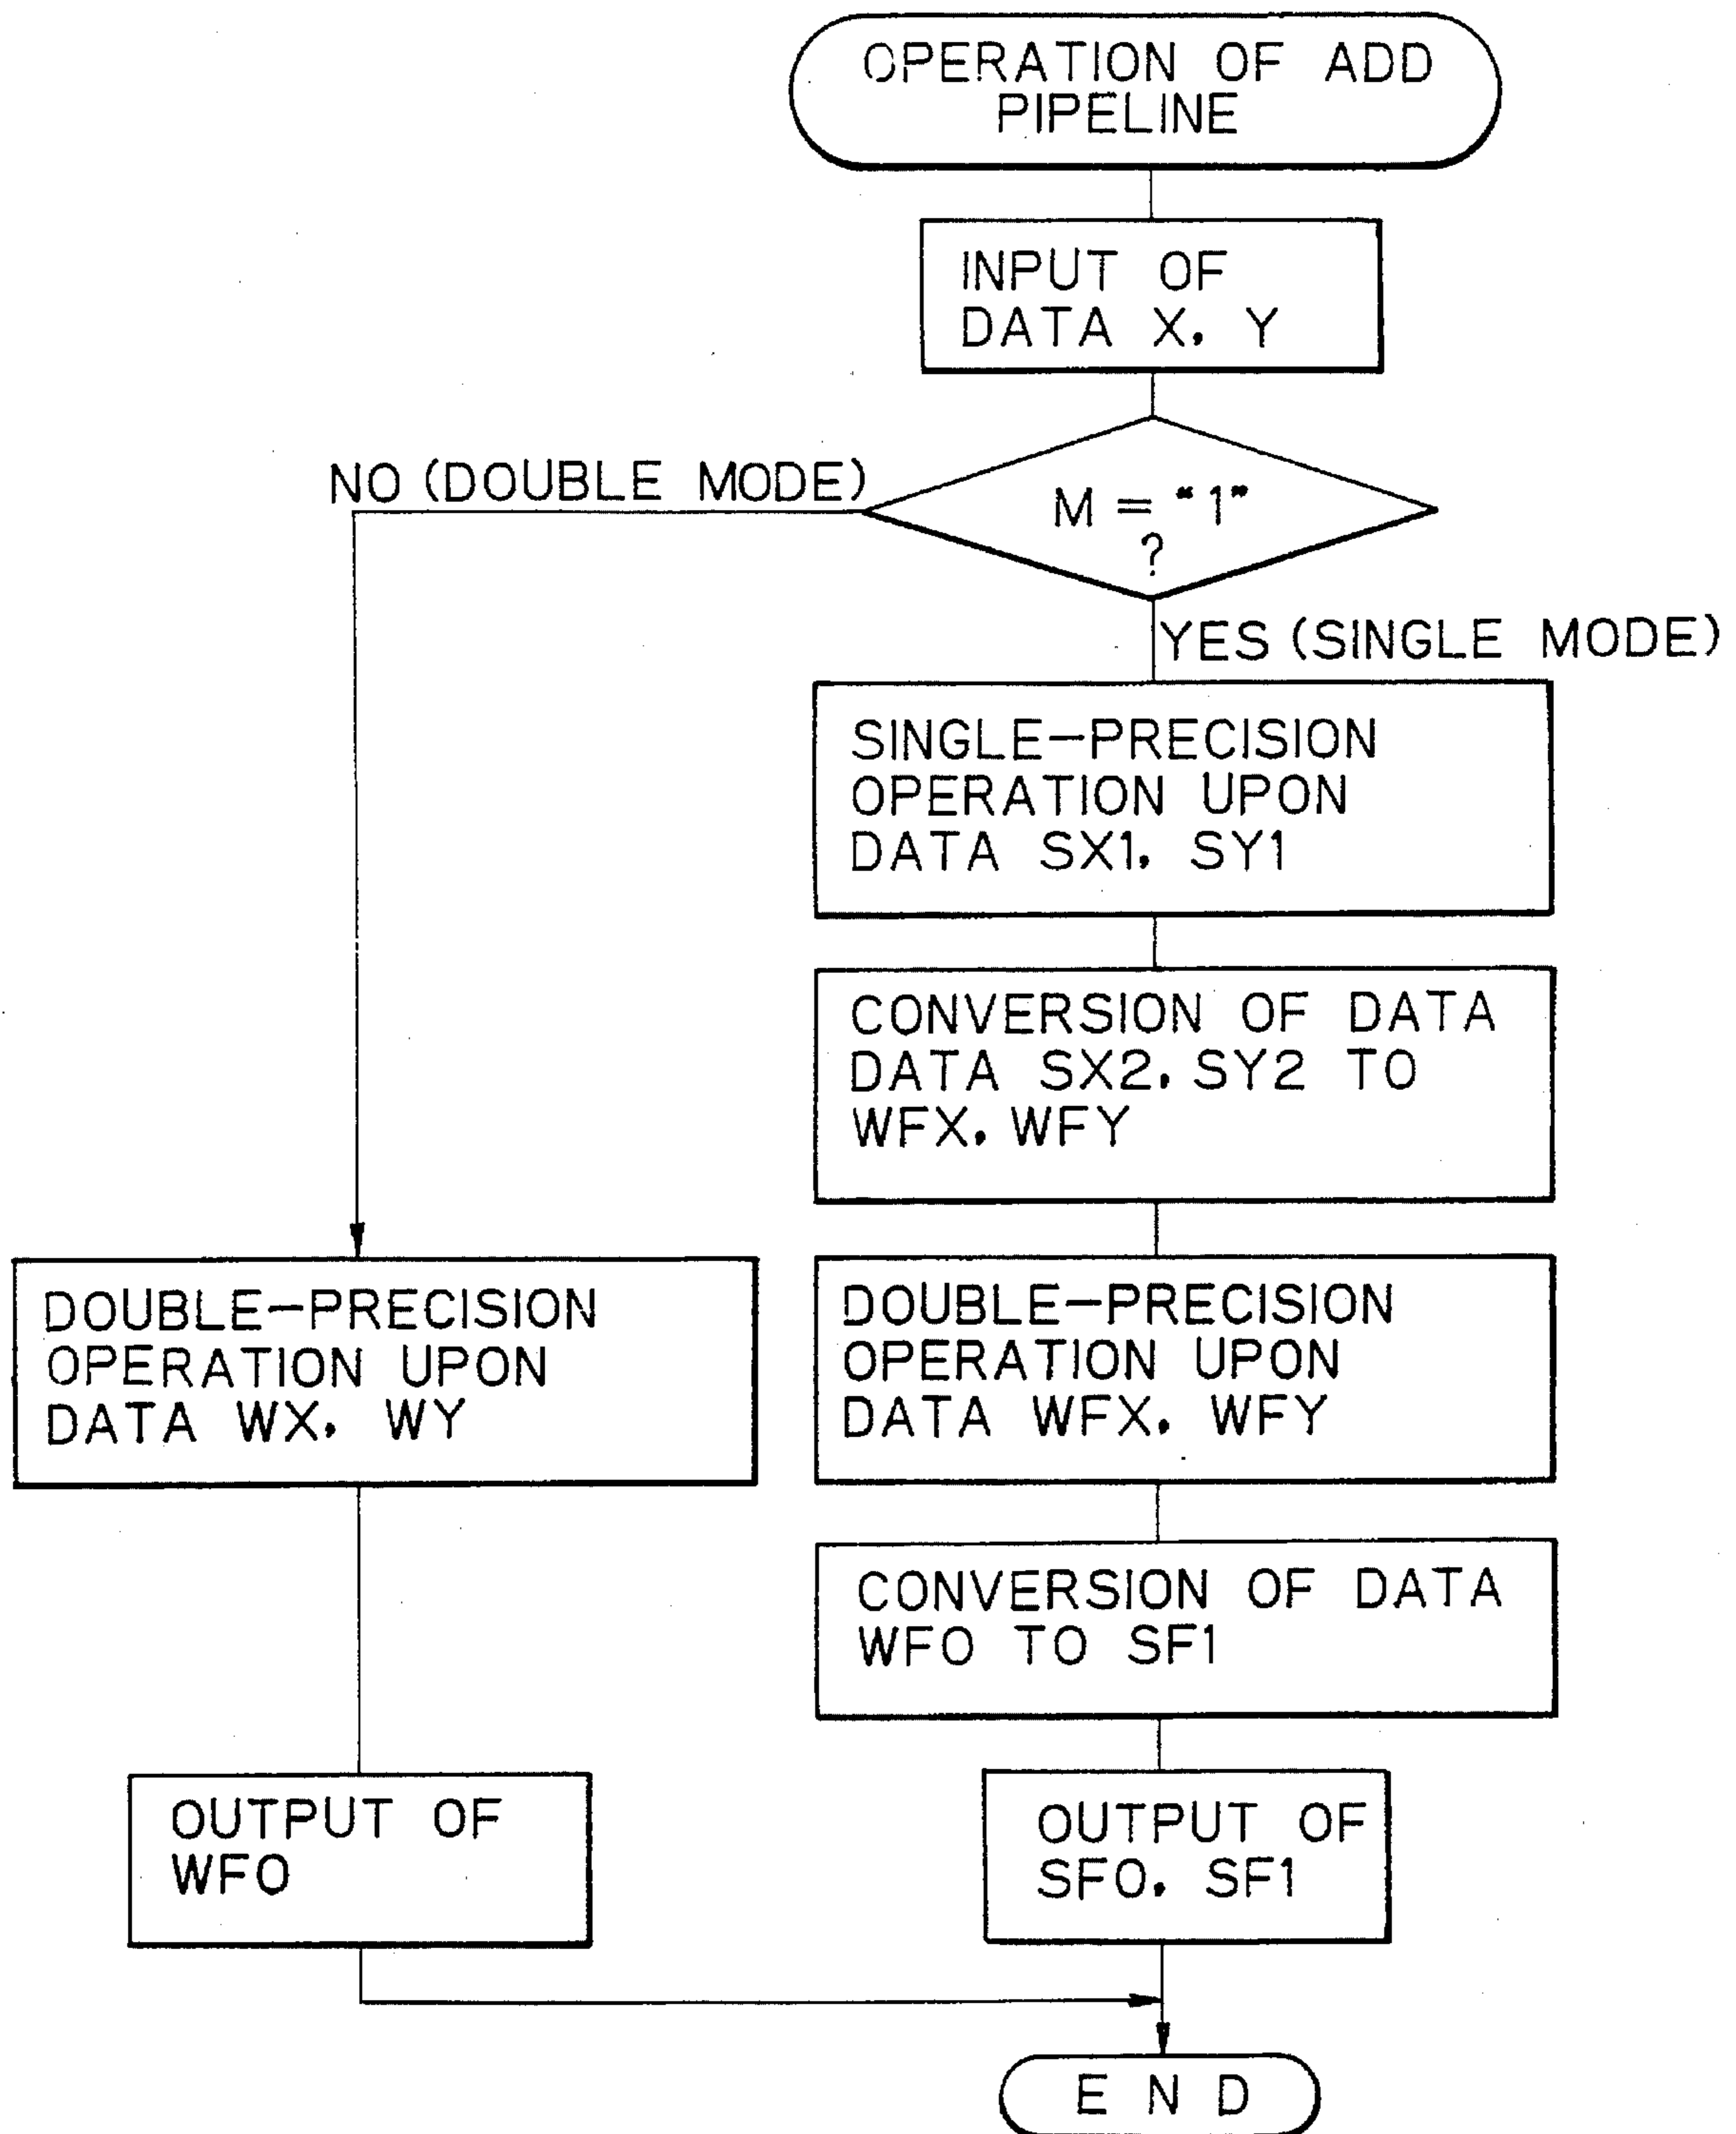 OPERATION OF ADD
PIPELINE
INPUT OF
DATA X, Y
NO (DOUBLE MODE)
M = "1"
?
YES (SINGLE MODE)
SINGLE-PRECISION
OPERATION UPON
DATA SX1, SY1
CONVERSION OF DATA
DATA SX2, SY2 TO
WFX, WFY
DOUBLE-PRECISION
OPERATION UPON
DATA WX, WY
DOUBLE-PRECISION
OPERATION UPON
DATA WFX, WFY
CONVERSION OF DATA
WFO TO SF1
OUTPUT OF
WFO
OUTPUT OF
SFO, SF1
END